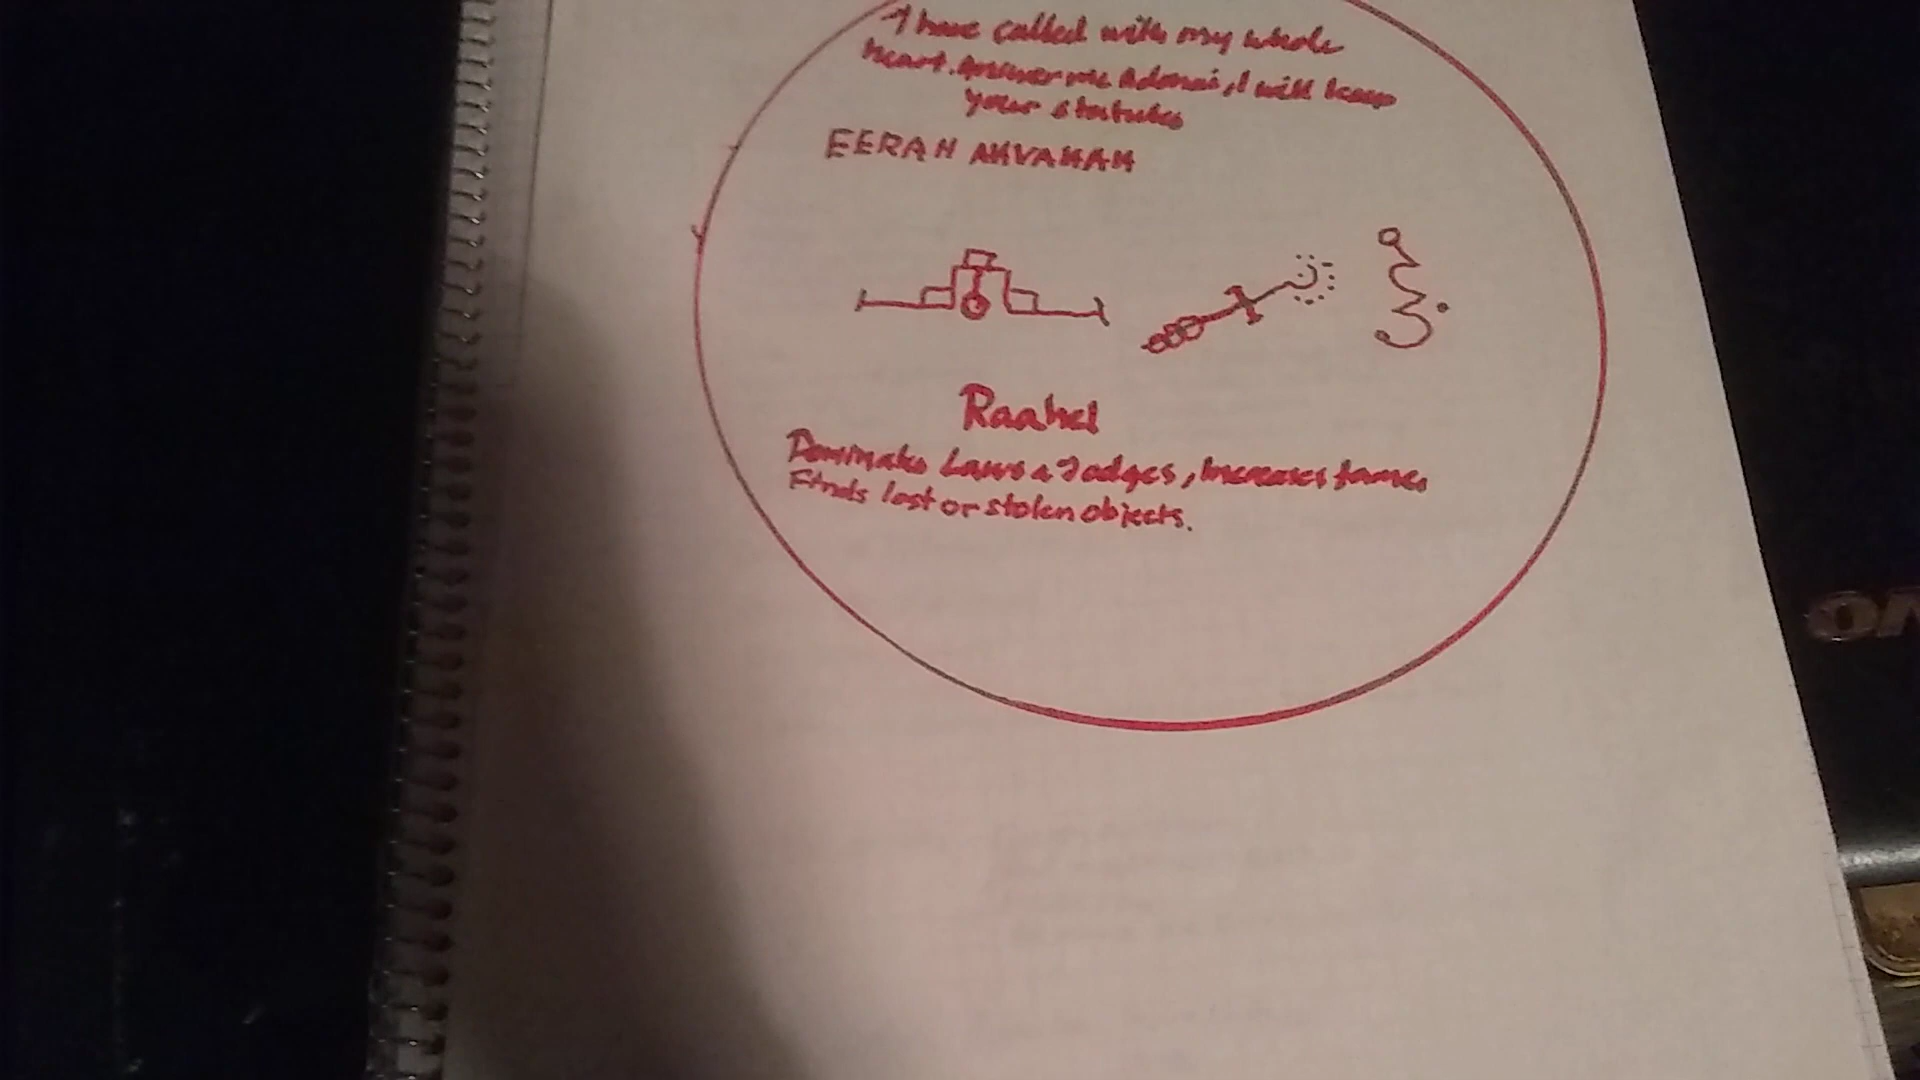 I have called with my whole
heart. Answer me Adonai, I will keep
your statutes
EERAH AHVAHAH
Raahel
Dominates Laws & Judges, Increases fame,
Finds lost or stolen objects.